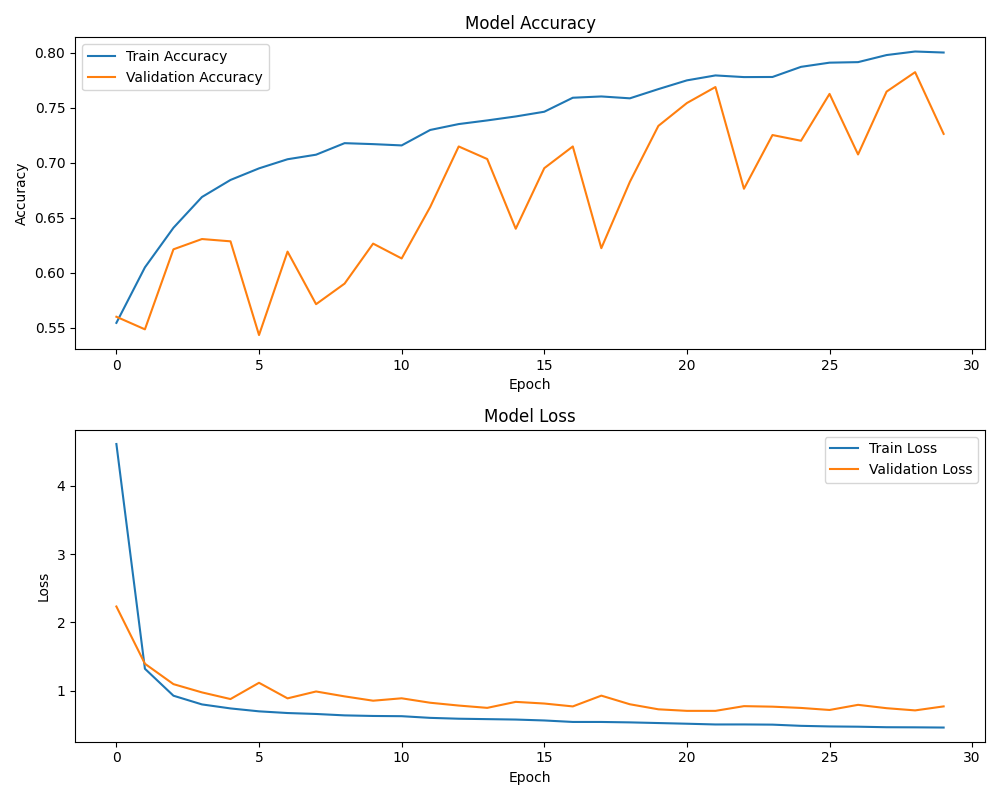 Model Accuracy
Train Accuracy
Validation Accuracy
0.80
0.75
0.70
0.65
0.60
0.55
Accuracy
0 5 10 15 20 25 30
Epoch
Model Loss
Train Loss
Validation Loss
4
3
2
1
Loss
0 5 10 15 20 25 30
Epoch